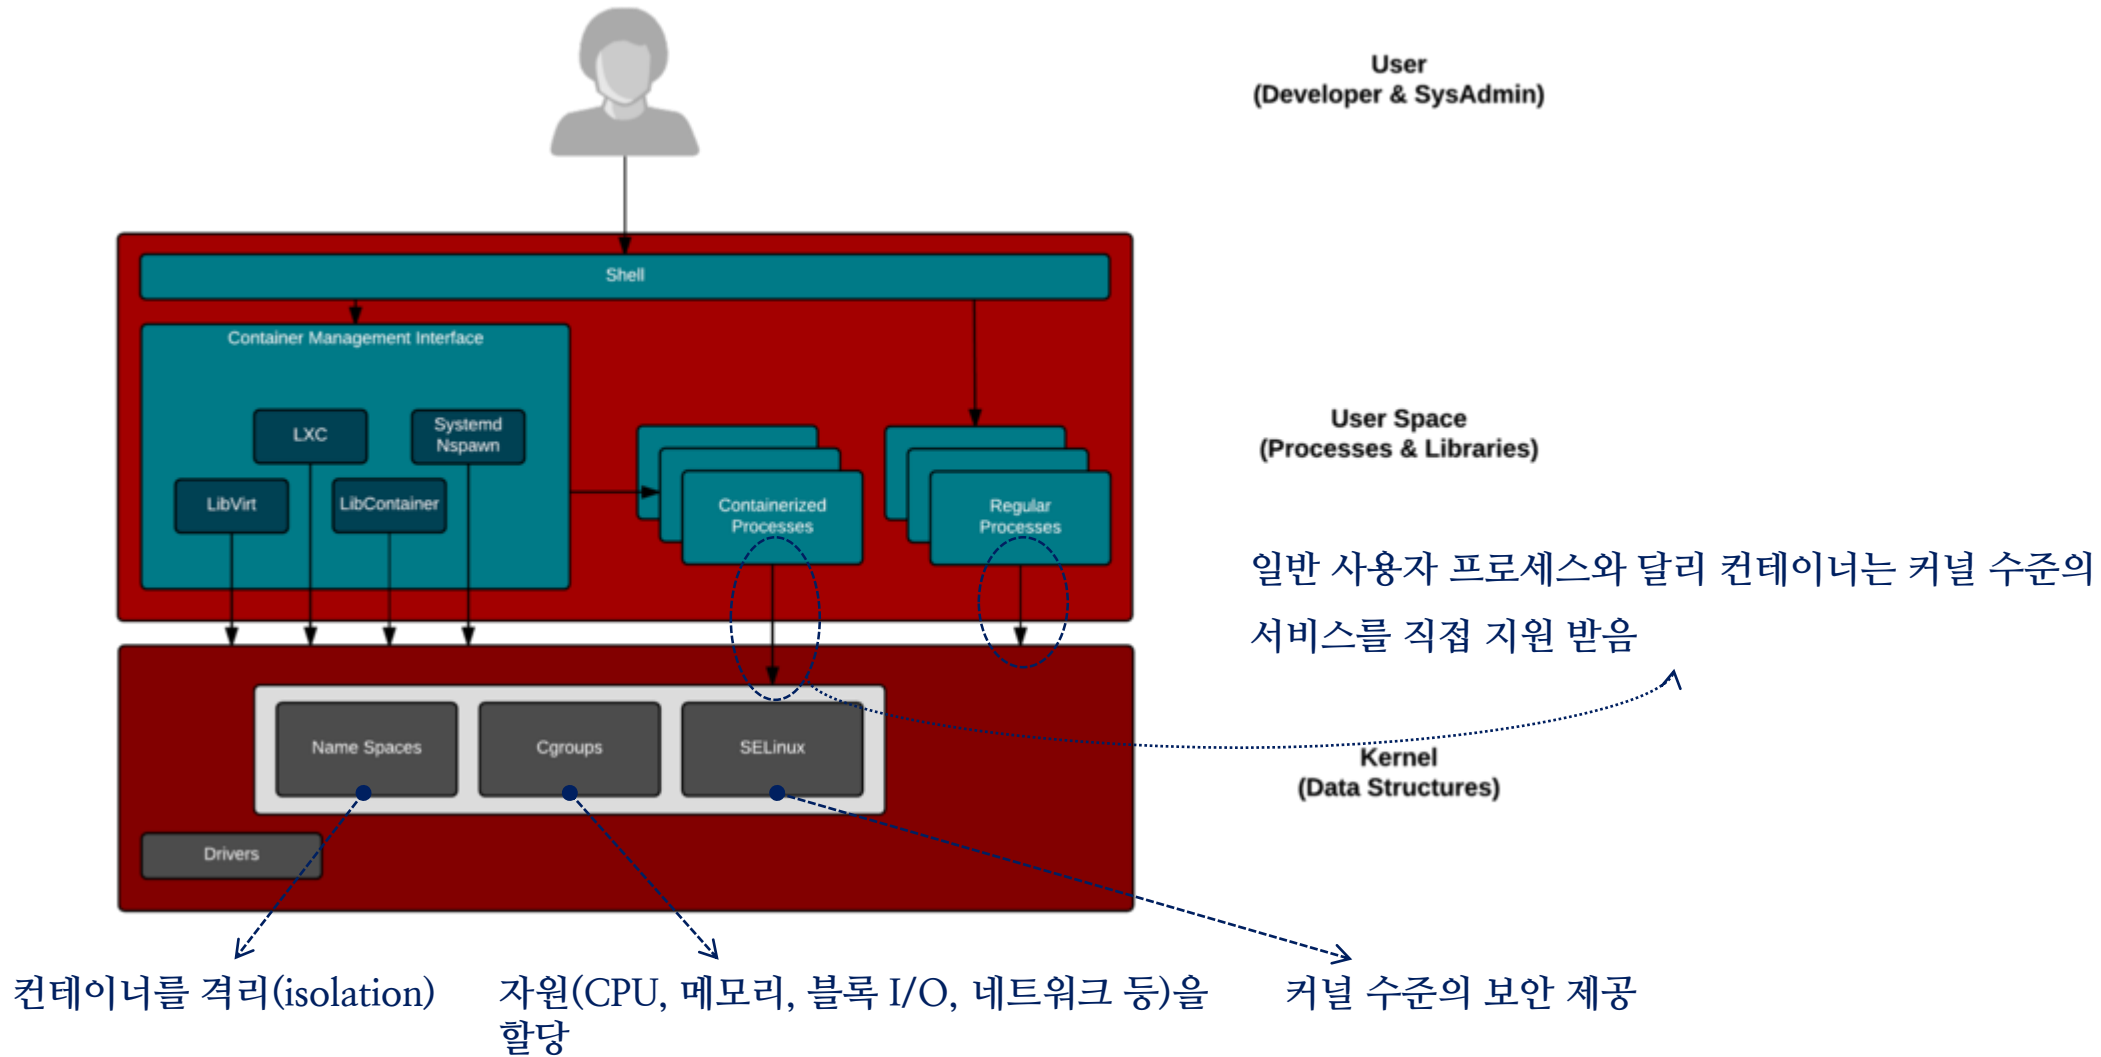 User
(Developer & SysAdmin)
Shell
Container Management Interface
LXC
Systemd
Nspawn
LibVirt
LibContainer
Containerized
Processes
Regular
Processes
User Space
(Processes & Libraries)
일반 사용자 프로세스와 달리 컨테이너는 커널 수준의
서비스를 직접 지원 받음
Name Spaces
Cgroups
SELinux
Kernel
(Data Structures)
Drivers
컨테이너를 격리(isolation)
자원(CPU, 메모리, 블록 I/O, 네트워크 등)을
할당
커널 수준의 보안 제공